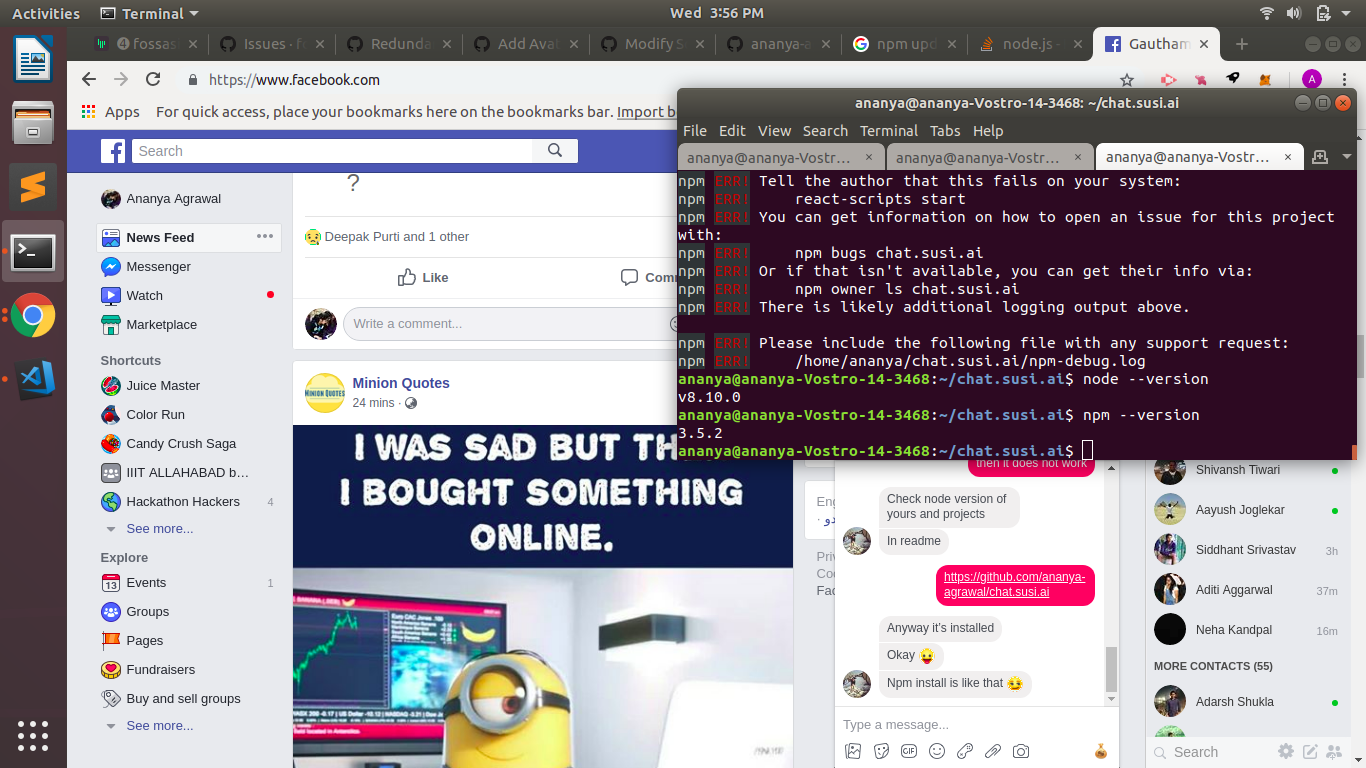 Activities
Terminal
Wed 3:56 PM
4 fossas
Issues · fe
Redunda
Add Aval
Modify S
ananya-a
npm upd
node.js -
Gautham
https://www.facebook.com
A
Apps
For quick access, place your bookmarks here on the bookmarks bar. Import b
Search
Ananya Agrawal
News Feed
Messenger
Watch
Marketplace
Shortcuts
Juice Master
Color Run
Candy Crush Saga
IIIT ALLAHABAD b...
Hackathon Hackers 4
See more...
Explore
Events 1
Groups
Pages
Fundraisers
Buy and sell groups
See more...
?
Deepak Purti and 1 other
Like
Com
Write a comment...
MINION QUOTES
Minion Quotes
24 mins ·
I WAS SAD BUT TH
I BOUGHT SOMETHING
ONLINE.
ananya@ananya-Vostro-14-3468: ~/chat.susi.ai
File Edit View Search Terminal Tabs Help
ananya@ananya-Vostr...
ananya@ananya-Vostr...
ananya@ananya-Vostr...
npm ERR! Tell the author that this fails on your system:
npm ERR!     react-scripts start
npm ERR! You can get information on how to open an issue for this project
with:
npm ERR!     npm bugs chat.susi.ai
npm ERR! Or if that isn't available, you can get their info via:
npm ERR!     npm owner ls chat.susi.ai
npm ERR! There is likely additional logging output above.
npm ERR! Please include the following file with any support request:
npm ERR!     /home/ananya/chat.susi.ai/npm-debug.log
ananya@ananya-Vostro-14-3468:~/chat.susi.ai$ node --version
v8.10.0
ananya@ananya-Vostro-14-3468:~/chat.susi.ai$ npm --version
3.5.2
ananya@ananya-Vostro-14-3468:~/chat.susi.ai$
Eng
Priv
Coo
Fac
then it does not work
Check node version of
yours and projects
In readme
https://github.com/ananya-
agrawal/chat.susi.ai
Anyway it's installed
Okay
Npm install is like that
Type a message...
GIF
Shivansh Tiwari
Aayush Joglekar
Siddhant Srivastav 3h
Aditi Aggarwal 37m
Neha Kandpal 16m
MORE CONTACTS (55)
Adarsh Shukla
Search